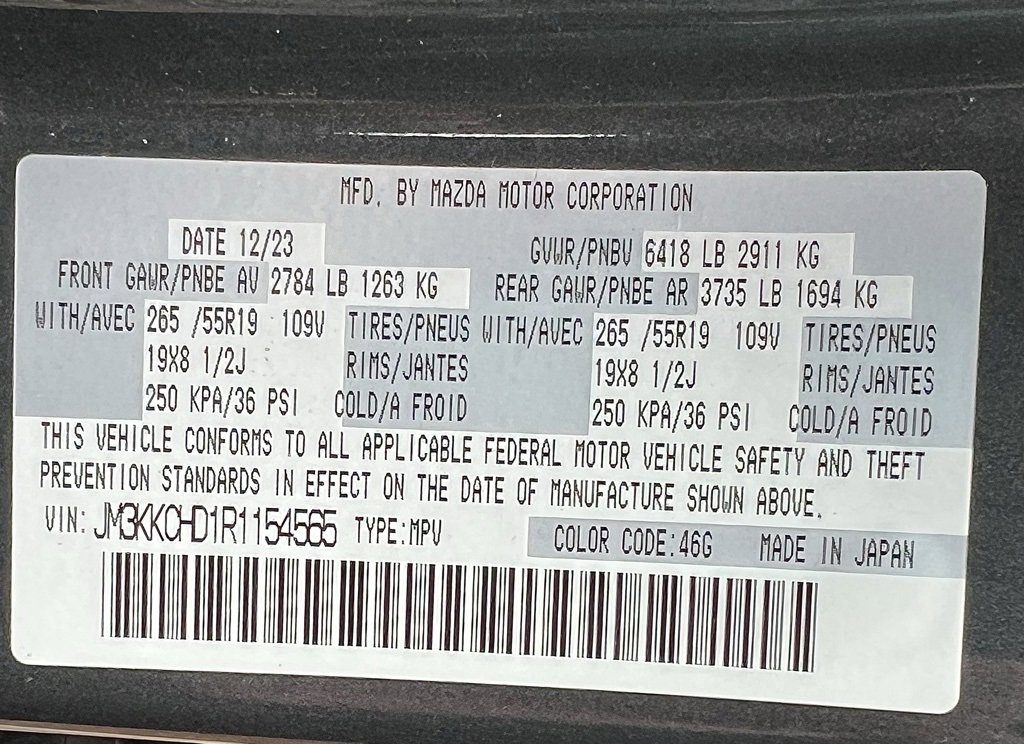 MFD. BY MAZDA MOTOR CORPORATION
DATE 12/23 GVWR/PNBV 6418 LB 2911 KG
FRONT GAWR/PNBE AV 2784 LB 1263 KG REAR GAWR/PNBE AR 3735 LB 1694 KG
WITH/AVEC 265 /55R19 109V TIRES/PNEUS WITH/AVEC 265 /55R19 109V TIRES/PNEUS
19X8 1/2J RIMS/JANTES 19X8 1/2J RIMS/JANTES
250 KPA/36 PSI COLD/A FROID 250 KPA/36 PSI COLD/A FROID
THIS VEHICLE CONFORMS TO ALL APPLICABLE FEDERAL MOTOR VEHICLE SAFETY AND THEFT
PREVENTION STANDARDS IN EFFECT ON THE DATE OF MANUFACTURE SHOWN ABOVE.
VIN: JM3KKCHD1R1154565 TYPE:MPV COLOR CODE:46G MADE IN JAPAN